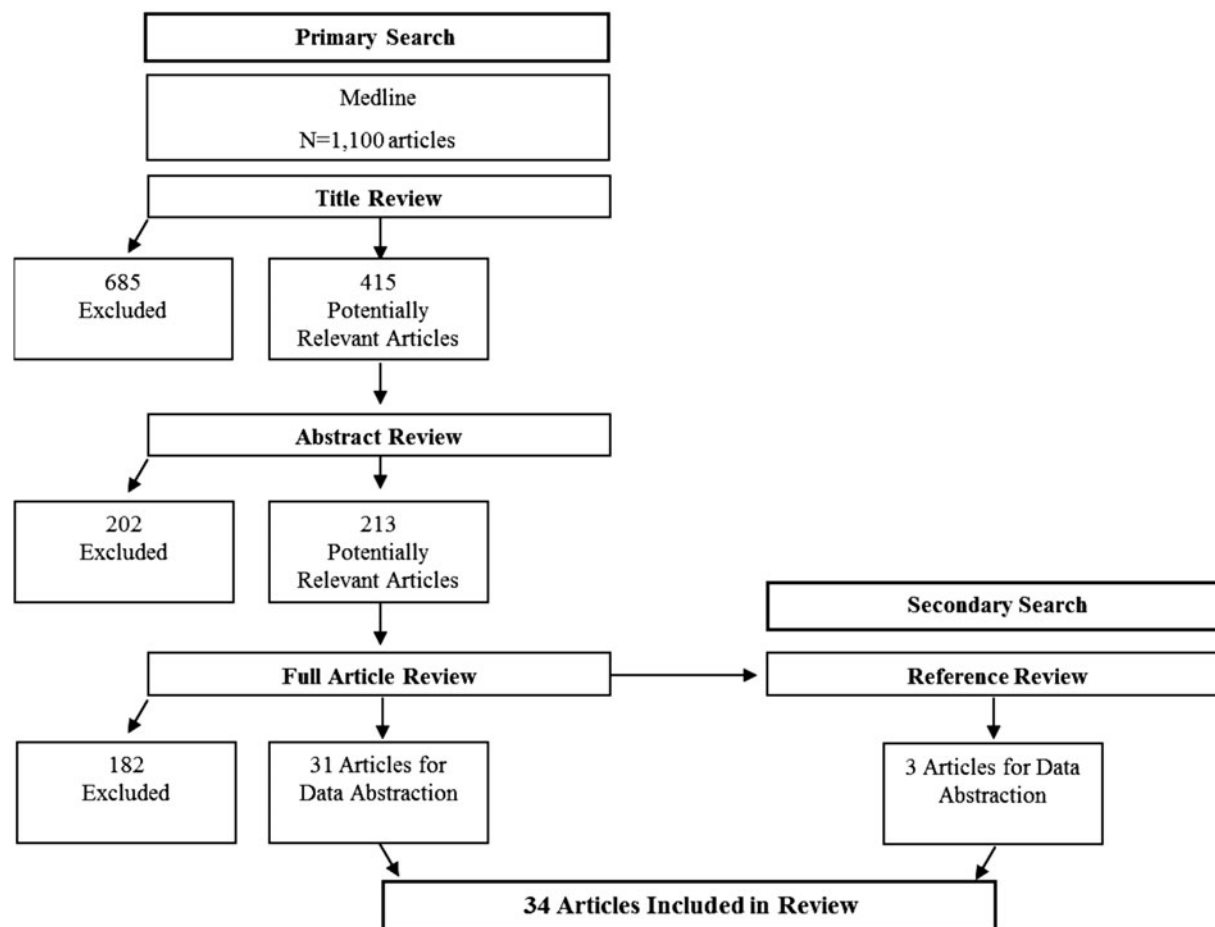 Primary Search
Medline
N=1,100 articles
Title Review
685
Excluded
415
Potentially
Relevant Articles
Abstract Review
202
Excluded
213
Potentially
Relevant Articles
Secondary Search
Full Article Review
Reference Review
182
Excluded
31 Articles for
Data Abstraction
3 Articles for Data
Abstraction
34 Articles Included in Review